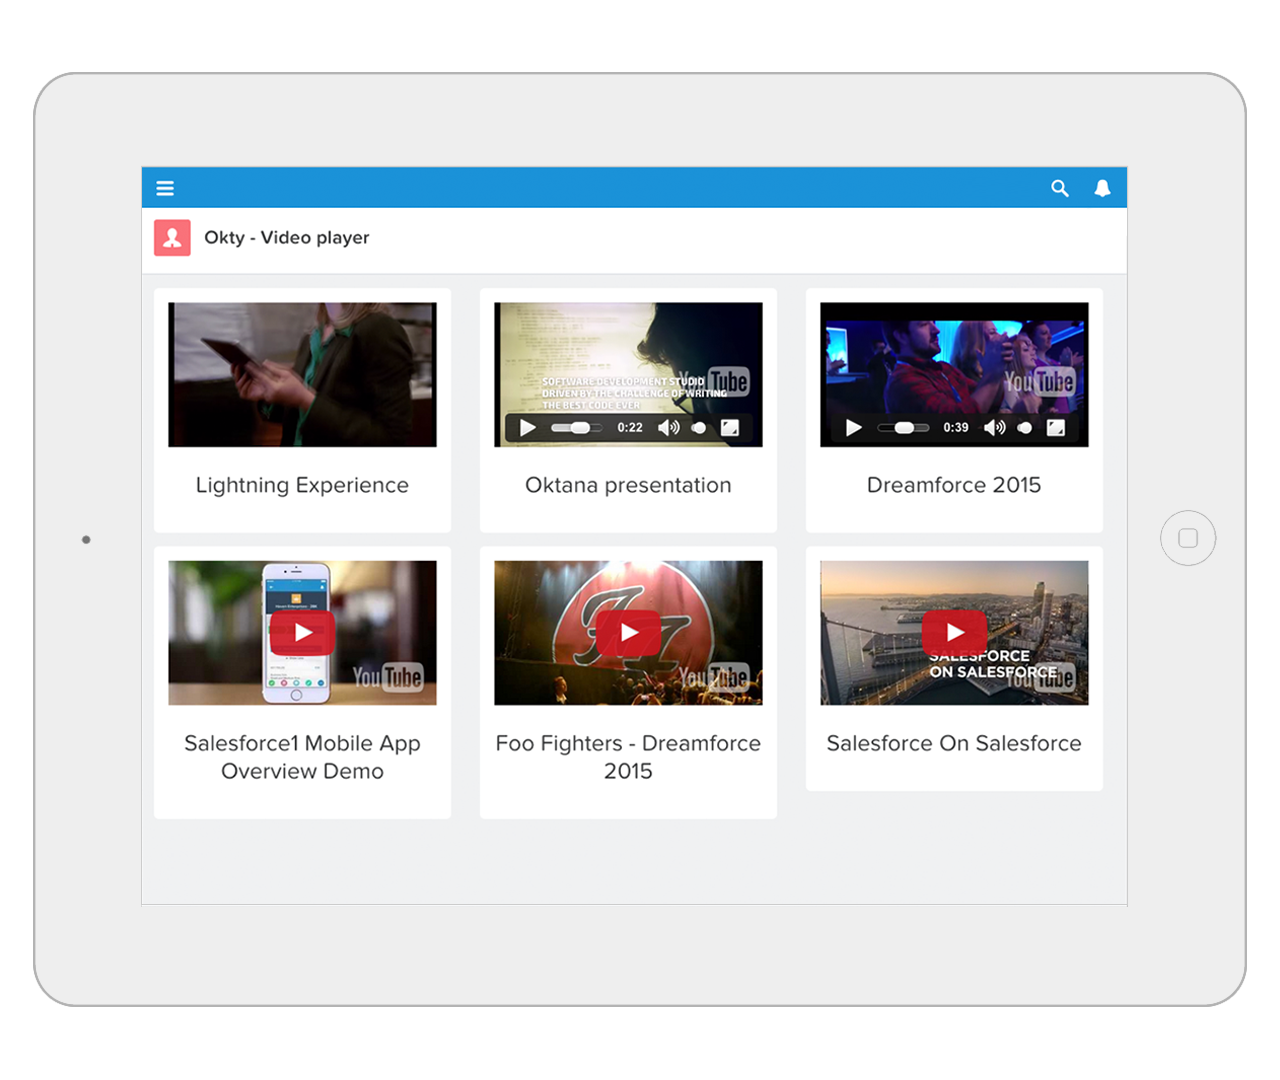 Okty - Video player
YouTube
SOFTWARE DEVELOPMENT STUDIO
DRIVEN BY THE CHALLENGE OF WRITING
THE BEST CODE EVER
0:22
YouTube
0:39
Lightning Experience
Oktana presentation
Dreamforce 2015
YouTube
FA
YouTube
SALESFORCE
ON SALESFORCE
YouTube
Salesforce1 Mobile App
Overview Demo
Foo Fighters - Dreamforce
2015
Salesforce On Salesforce